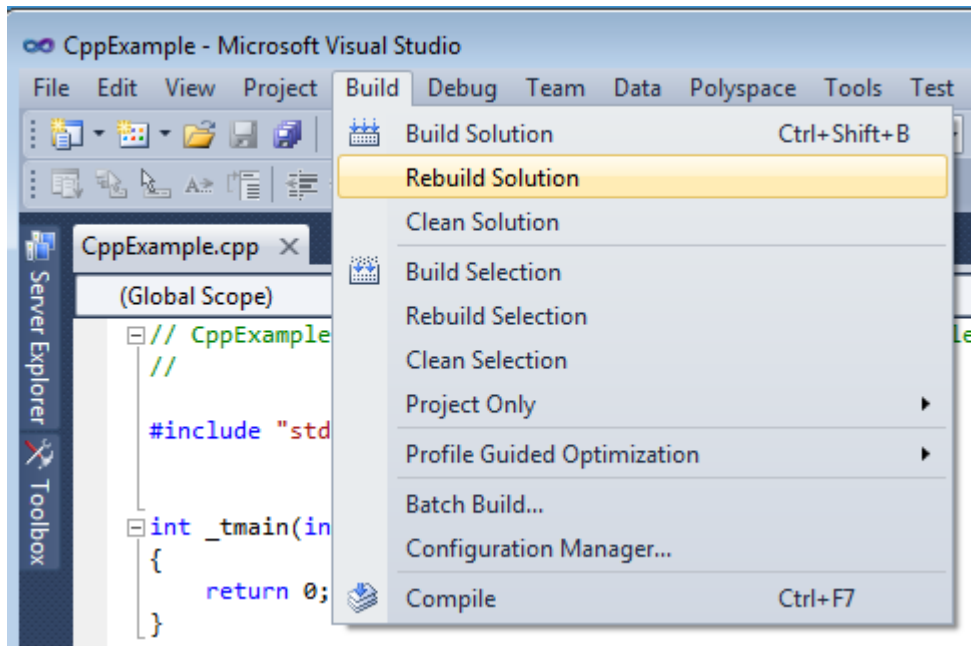 CppExample - Microsoft Visual Studio
File Edit View Project Build Debug Team Data Polyspace Tools Test
Build Solution Ctrl+Shift+B
Rebuild Solution
Clean Solution
Build Selection
Rebuild Selection
Clean Selection
Project Only
Profile Guided Optimization
Batch Build...
Configuration Manager...
Compile Ctrl+F7
Server Explorer
Toolbox
CppExample.cpp
(Global Scope)
// CppExample
//
#include "std
int _tmain(in
{
return 0;
}